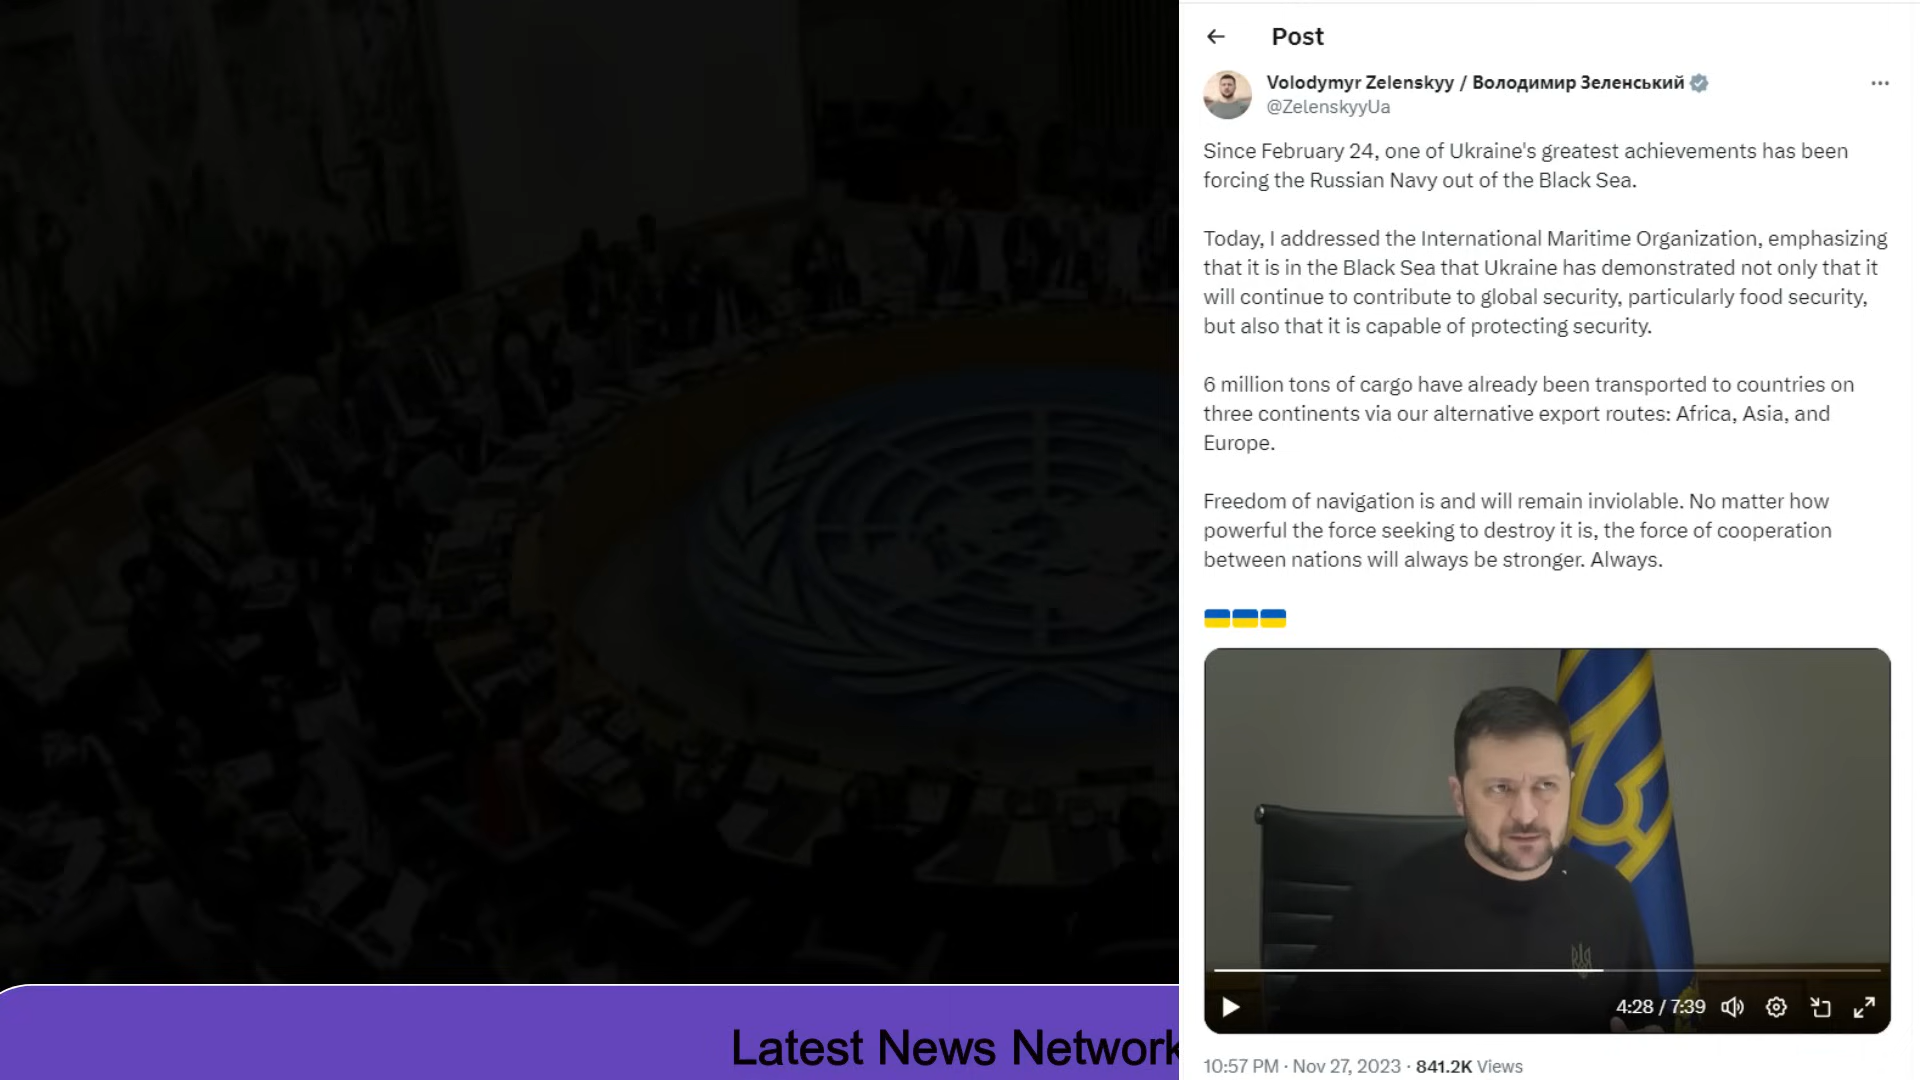 Post
Volodymyr Zelenskyy / Володимир Зеленський
@ZelenskyyUa
Since February 24, one of Ukraine's greatest achievements has been
forcing the Russian Navy out of the Black Sea.
Today, I addressed the International Maritime Organization, emphasizing
that it is in the Black Sea that Ukraine has demonstrated not only that it
will continue to contribute to global security, particularly food security,
but also that it is capable of protecting security.
6 million tons of cargo have already been transported to countries on
three continents via our alternative export routes: Africa, Asia, and
Europe.
Freedom of navigation is and will remain inviolable. No matter how
powerful the force seeking to destroy it is, the force of cooperation
between nations will always be stronger. Always.
4:28 / 7:39
10:57 PM · Nov 27, 2023 · 841.2K Views
Latest News Network